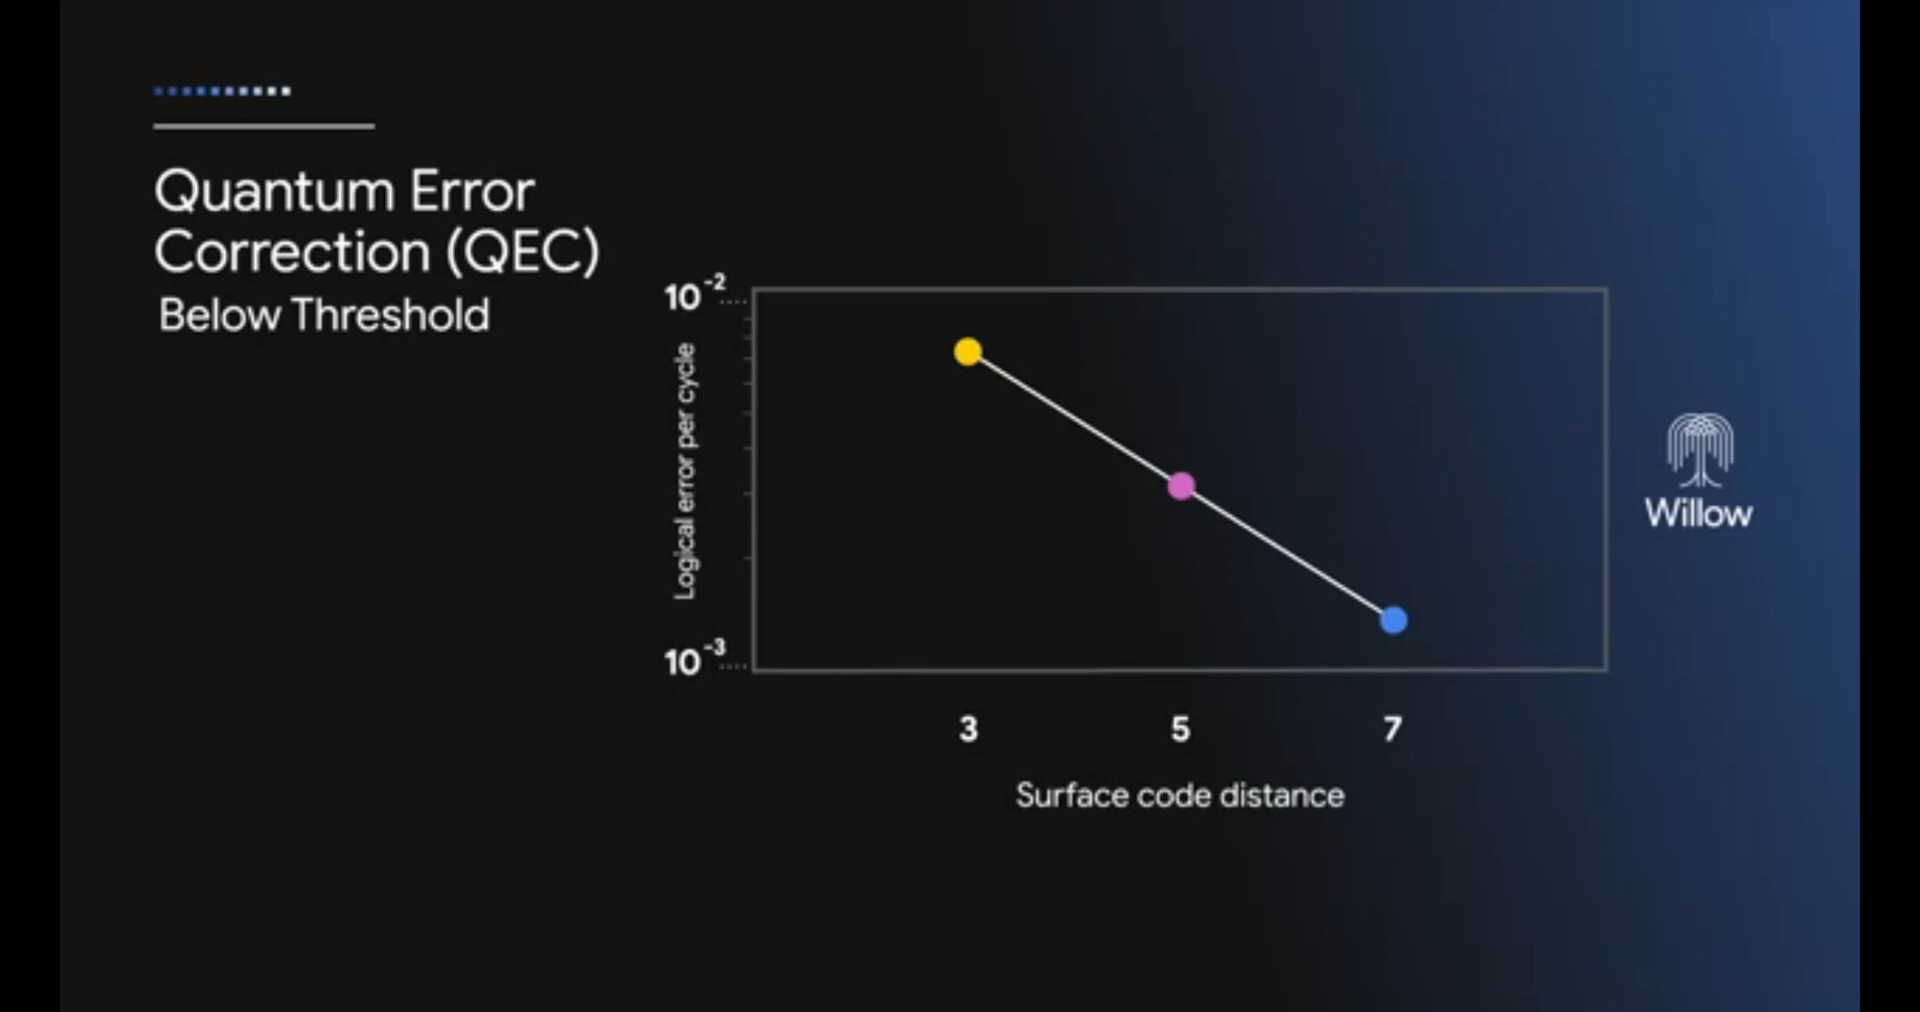 Quantum Error
Correction (QEC)
Below Threshold
10⁻²
Logical error per cycle
10⁻³
3 5 7
Surface code distance
Willow